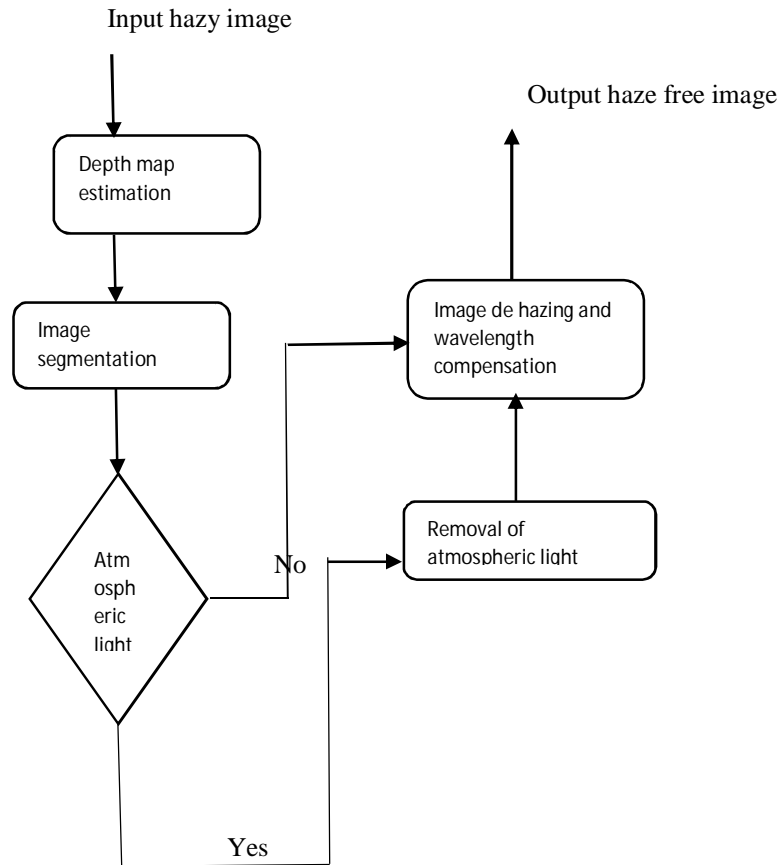 Input hazy image
Output haze free image
Depth map
estimation
Image
segmentation
Image de hazing and
wavelength
compensation
Removal of
atmospheric light
Atm
osph
eric
light
No
Yes